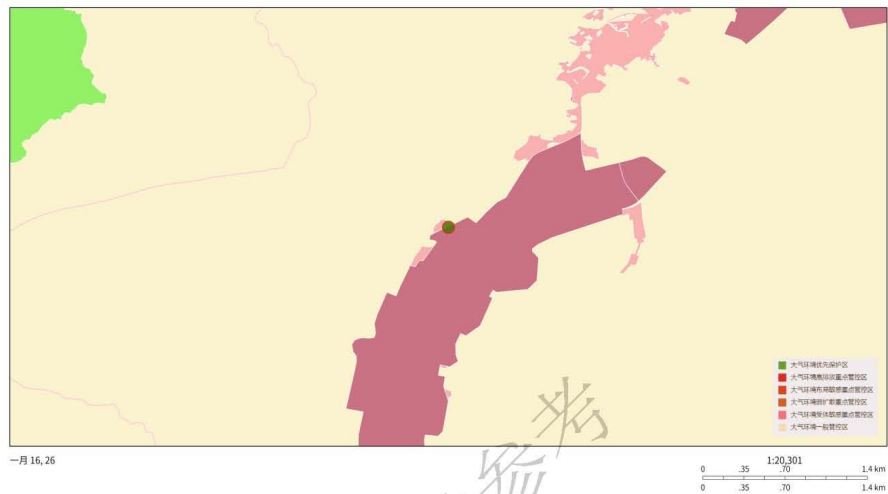 大气环境优先保护区
大气环境高排放重点管控区
大气环境布局敏感重点管控区
大气环境弱扩散重点管控区
大气环境受体敏感重点管控区
大气环境一般管控区
一月 16, 26
1:20,301
0 .35 .70 1.4 km
0 .35 .70 1.4 km